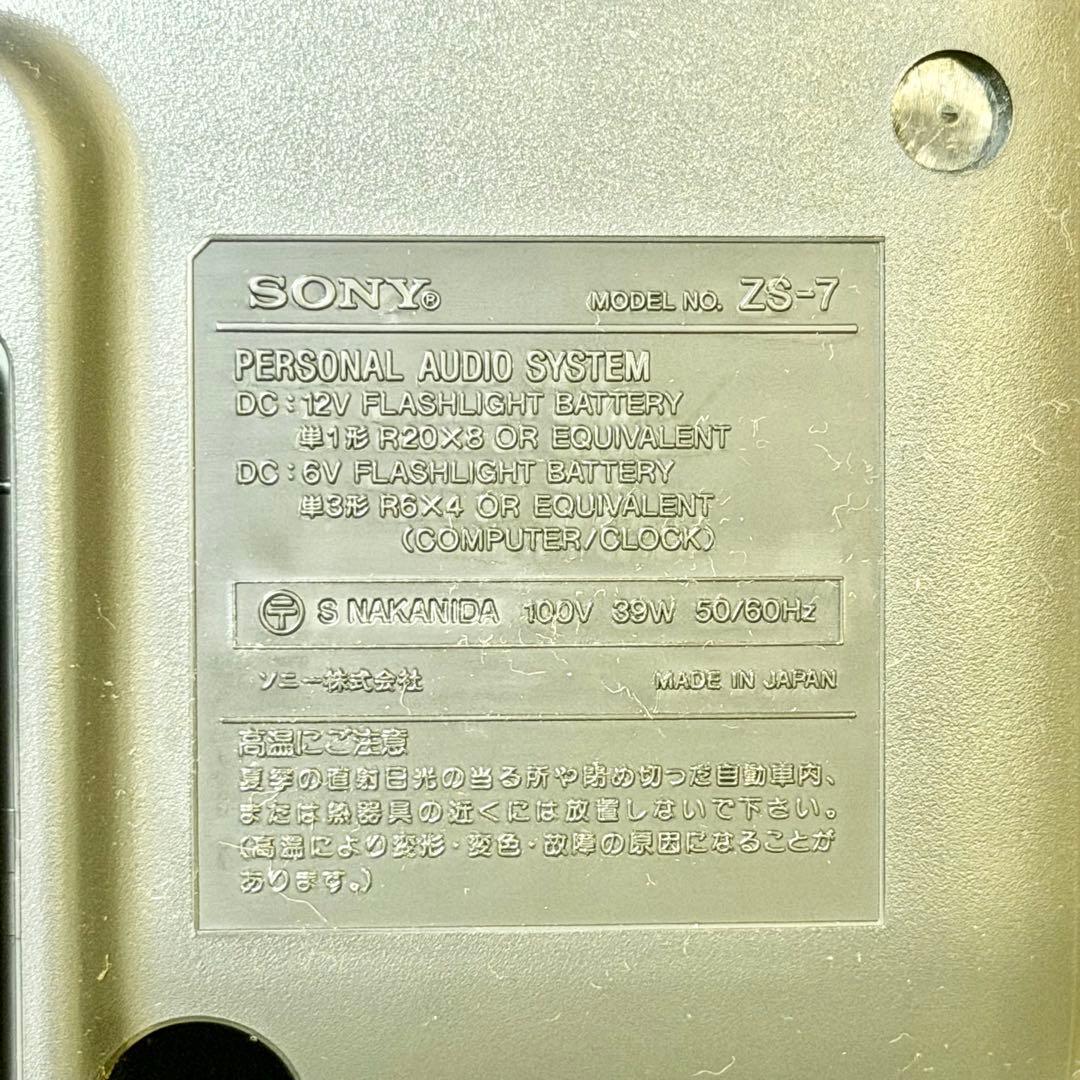 SONY® MODEL NO. ZS-7
PERSONAL AUDIO SYSTEM
DC：12V FLASHLIGHT BATTERY
単1形 R20×8 OR EQUIVALENT
DC：6V FLASHLIGHT BATTERY
単3形 R6×4 OR EQUIVALENT
(COMPUTER/CLOCK)
〶 S NAKANIDA 100V 39W 50/60Hz
ソニー株式会社 MADE IN JAPAN
高温にご注意
夏季の直射日光の当る所や閉め切った自動車内、
または熱器具の近くには放置しないで下さい。
(高温により変形・変色・故障の原因になることが
あります。)